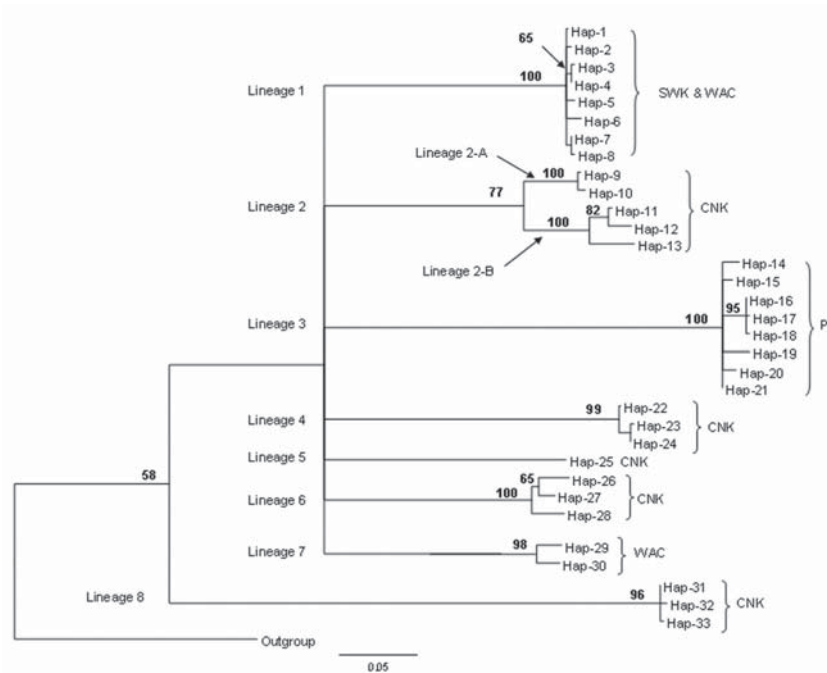 Hap-1
65
Hap-2
Hap-3
100
Hap-4
Lineage 1
SWK & WAC
Hap-5
Hap-6
Hap-7
Hap-8
Lineage 2-A
100
Hap-9
Hap-10
77
Lineage 2
CNK
82
Hap-11
100
Hap-12
Hap-13
Lineage 2-B
Hap-14
Hap-15
95
Hap-16
Lineage 3
100
Hap-17
P
Hap-18
Hap-19
Hap-20
Hap-21
99
Hap-22
Lineage 4
Hap-23
CNK
Hap-24
Lineage 5
Hap-25 CNK
58
65
Hap-26
Lineage 6
100
Hap-27
CNK
Hap-28
98
Hap-29
Lineage 7
WAC
Hap-30
Lineage 8
96
Hap-31
Hap-32
CNK
Hap-33
Outgroup
0.05